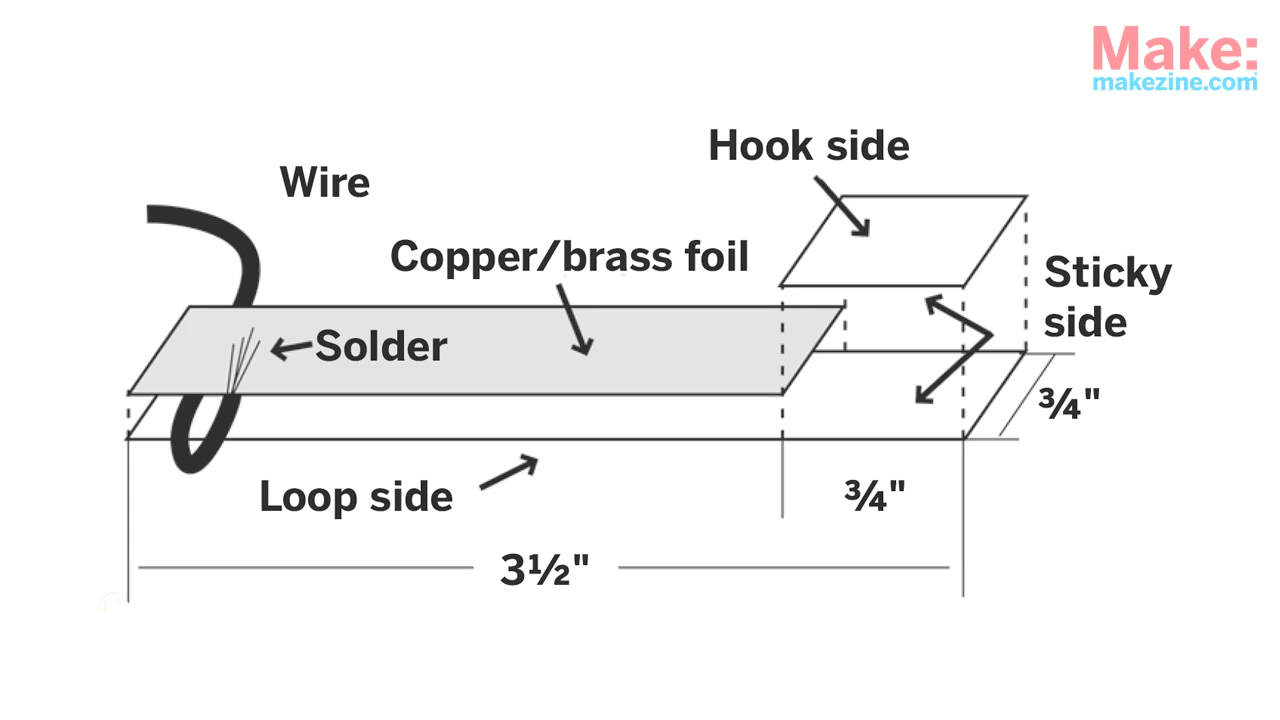 Make:
makezine.com
Hook side
Wire
Copper/brass foil
Sticky
side
Solder
¾"
Loop side
¾"
3½"